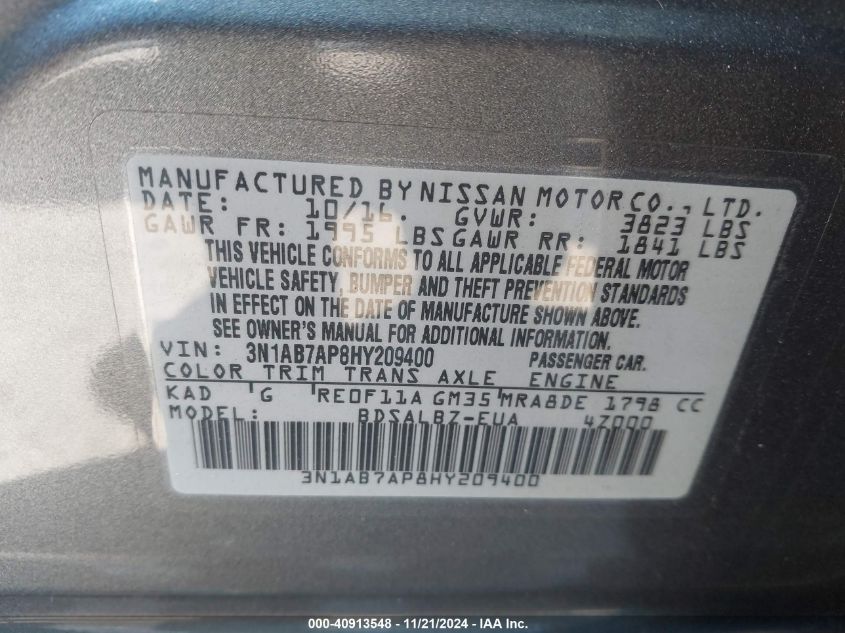 MANUFACTURED BY NISSAN MOTOR CO., LTD.
DATE: 10/16. GVWR: 3823 LBS
GAWR FR: 1995 LBS GAWR RR: 1841 LBS
THIS VEHICLE CONFORMS TO ALL APPLICABLE FEDERAL MOTOR
VEHICLE SAFETY, BUMPER AND THEFT PREVENTION STANDARDS
IN EFFECT ON THE DATE OF MANUFACTURE SHOWN ABOVE.
SEE OWNER'S MANUAL FOR ADDITIONAL INFORMATION.
VIN: 3N1AB7AP8HY209400 PASSENGER CAR.
COLOR TRIM TRANS AXLE ENGINE
KAD G RE0F11A GM35 MRA8DE 1798 CC
MODEL: BDSALBZ-EUA 4Z000
3N1AB7AP8HY209400
000-40913548 - 11/21/2024 - IAA Inc.